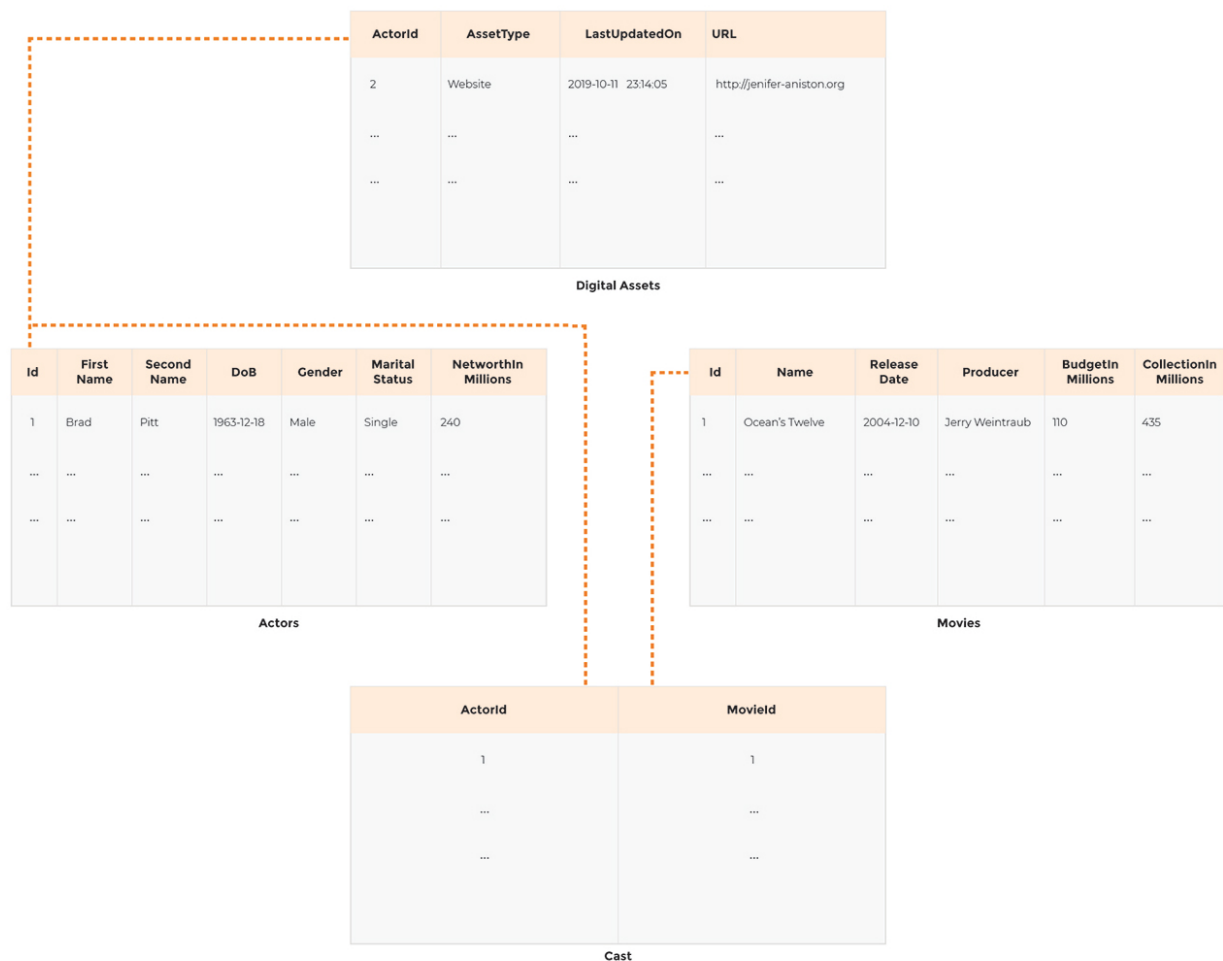 ActorId AssetType LastUpdatedOn URL
2 Website 2019-10-11 23:14:05 http://jenifer-aniston.org
... ... ... ...
... ... ... ...
Digital Assets
Id First Name Second Name DoB Gender Marital Status NetworthIn Millions
1 Brad Pitt 1963-12-18 Male Single 240
... ... ... ... ... ... ...
... ... ... ... ... ... ...
Actors
Id Name Release Date Producer BudgetIn Millions CollectionIn Millions
1 Ocean's Twelve 2004-12-10 Jerry Weintraub 110 435
... ... ... ... ... ...
... ... ... ... ... ...
Movies
ActorId MovieId
1 1
... ...
... ...
Cast